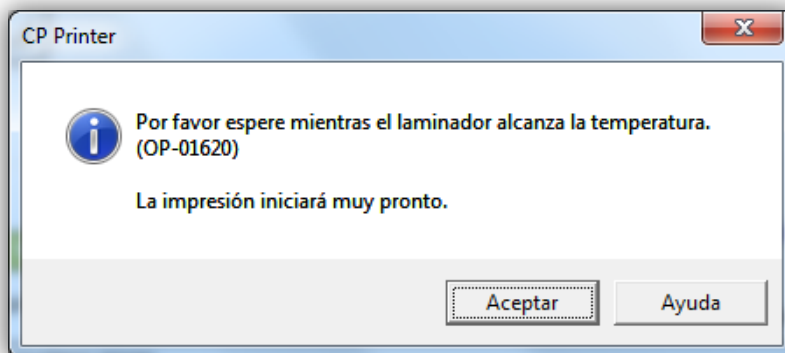 CP Printer
Por favor espere mientras el laminador alcanza la temperatura.
(OP-01620)
La impresión iniciará muy pronto.
Aceptar
Ayuda